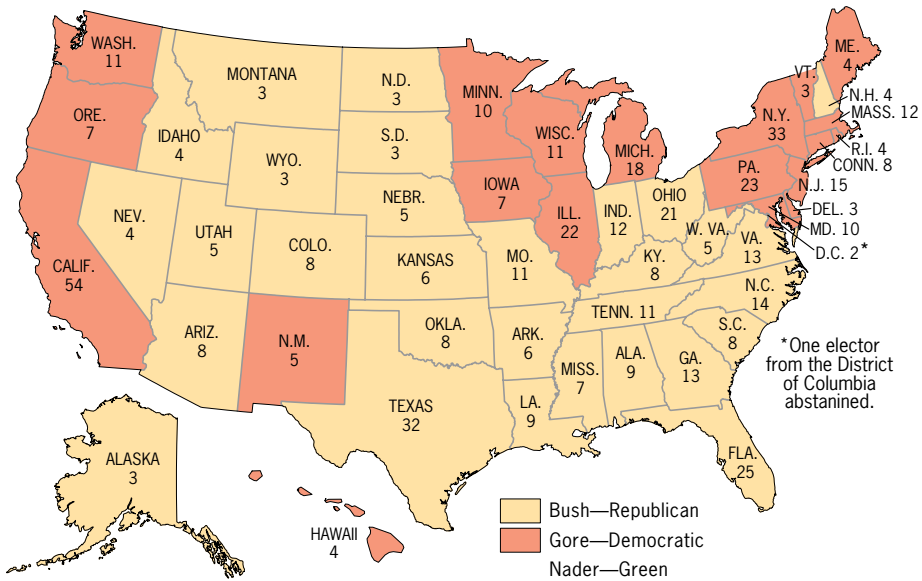 WASH.
11
ORE.
7
CALIF.
54
NEV.
4
IDAHO
4
MONTANA
3
WYO.
3
UTAH
5
COLO.
8
ARIZ.
8
N.M.
5
N.D.
3
S.D.
3
NEBR.
5
KANSAS
6
OKLA.
8
TEXAS
32
MINN.
10
IOWA
7
MO.
11
ARK.
6
LA.
9
WISC.
11
ILL.
22
MICH.
18
IND.
12
OHIO
21
KY.
8
TENN. 11
MISS.
7
ALA.
9
GA.
13
FLA.
25
S.C.
8
N.C.
14
VA.
13
W. VA.
5
PA.
23
N.Y.
33
VT.
3
ME.
4
N.H. 4
MASS. 12
R.I. 4
CONN. 8
N.J. 15
DEL. 3
MD. 10
D.C. 2*
ALASKA
3
HAWAII
4
*One elector
from the District
of Columbia
abstanined.
Bush—Republican
Gore—Democratic
Nader—Green